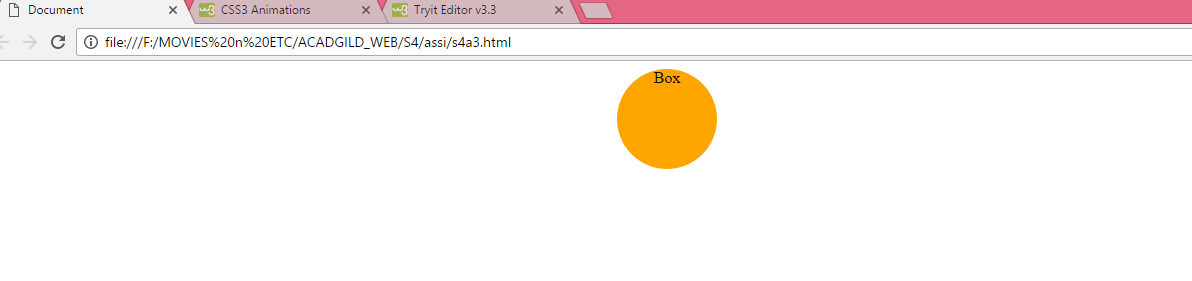 Document
CSS3 Animations
Tryit Editor v3.3
file:///F:/MOVIES%20n%20ETC/ACADGILD_WEB/S4/assi/s4a3.html
Box